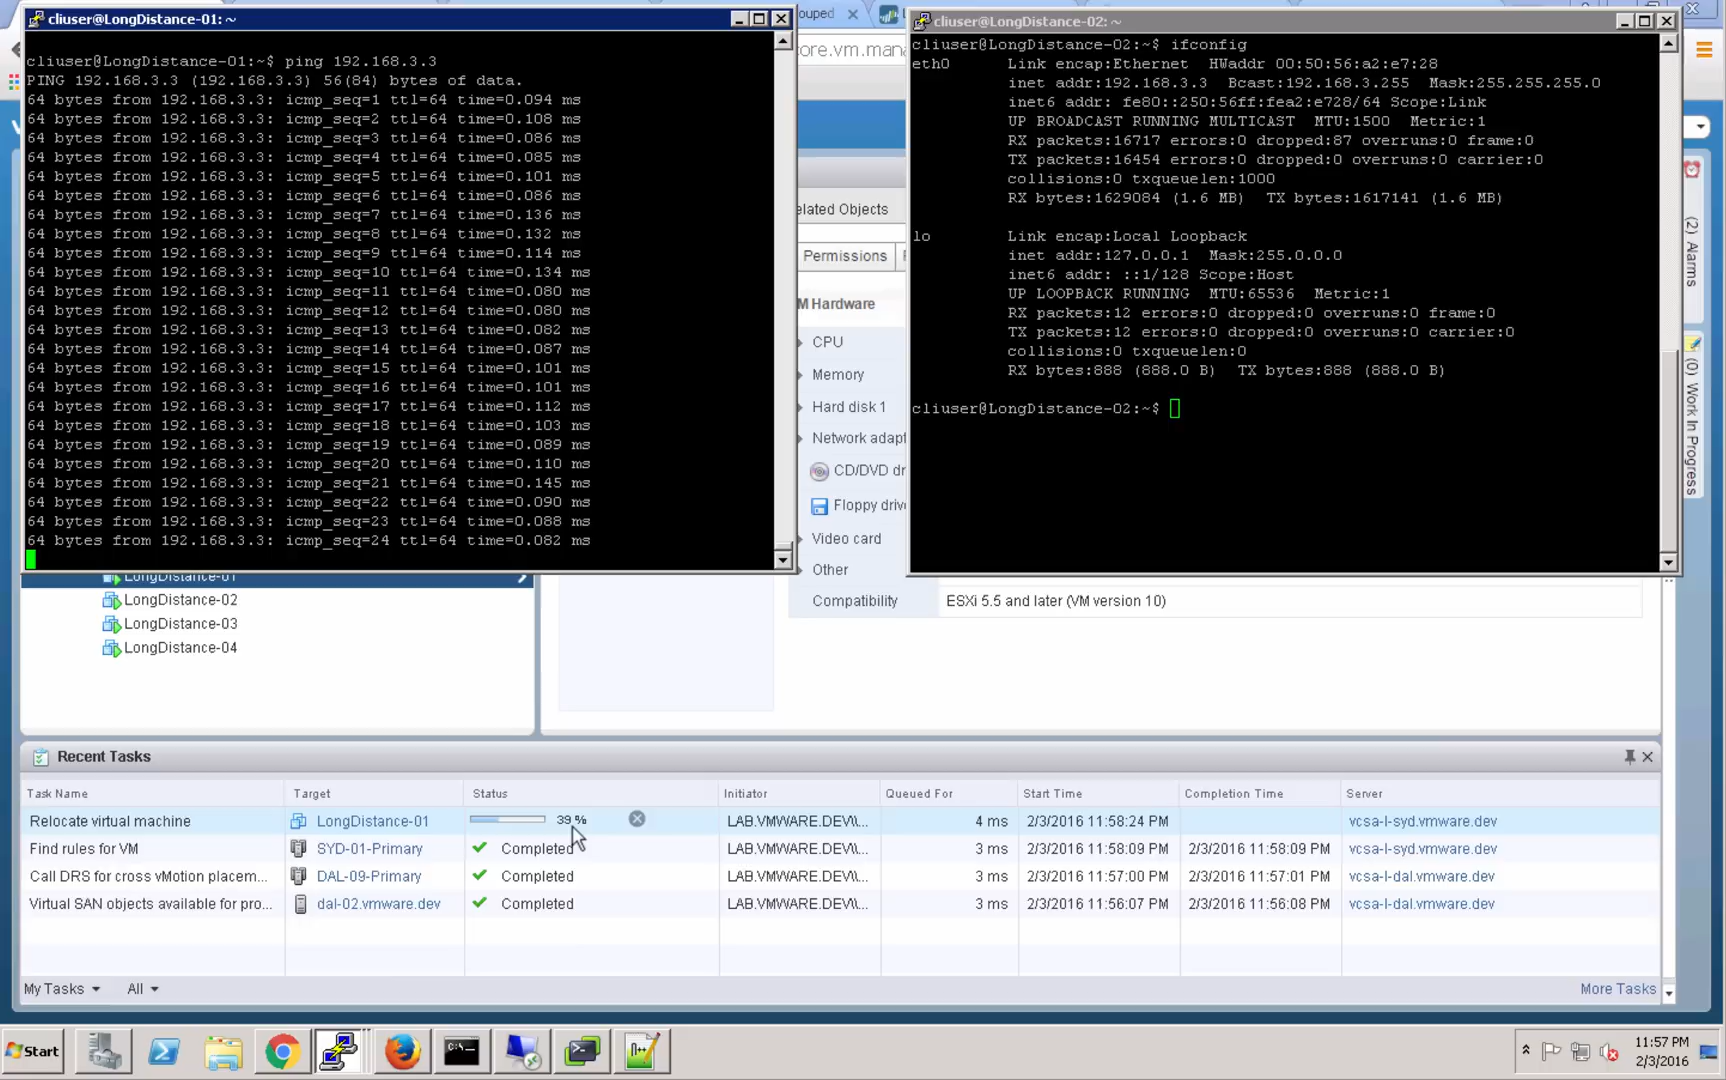 cliuser@LongDistance-01: ~
cliuser@LongDistance-01:~$ ping 192.168.3.3
PING 192.168.3.3 (192.168.3.3) 56(84) bytes of data.
64 bytes from 192.168.3.3: icmp_seq=1 ttl=64 time=0.094 ms
64 bytes from 192.168.3.3: icmp_seq=2 ttl=64 time=0.108 ms
64 bytes from 192.168.3.3: icmp_seq=3 ttl=64 time=0.086 ms
64 bytes from 192.168.3.3: icmp_seq=4 ttl=64 time=0.085 ms
64 bytes from 192.168.3.3: icmp_seq=5 ttl=64 time=0.101 ms
64 bytes from 192.168.3.3: icmp_seq=6 ttl=64 time=0.086 ms
64 bytes from 192.168.3.3: icmp_seq=7 ttl=64 time=0.136 ms
64 bytes from 192.168.3.3: icmp_seq=8 ttl=64 time=0.132 ms
64 bytes from 192.168.3.3: icmp_seq=9 ttl=64 time=0.114 ms
64 bytes from 192.168.3.3: icmp_seq=10 ttl=64 time=0.134 ms
64 bytes from 192.168.3.3: icmp_seq=11 ttl=64 time=0.080 ms
64 bytes from 192.168.3.3: icmp_seq=12 ttl=64 time=0.080 ms
64 bytes from 192.168.3.3: icmp_seq=13 ttl=64 time=0.082 ms
64 bytes from 192.168.3.3: icmp_seq=14 ttl=64 time=0.087 ms
64 bytes from 192.168.3.3: icmp_seq=15 ttl=64 time=0.101 ms
64 bytes from 192.168.3.3: icmp_seq=16 ttl=64 time=0.101 ms
64 bytes from 192.168.3.3: icmp_seq=17 ttl=64 time=0.112 ms
64 bytes from 192.168.3.3: icmp_seq=18 ttl=64 time=0.103 ms
64 bytes from 192.168.3.3: icmp_seq=19 ttl=64 time=0.089 ms
64 bytes from 192.168.3.3: icmp_seq=20 ttl=64 time=0.110 ms
64 bytes from 192.168.3.3: icmp_seq=21 ttl=64 time=0.145 ms
64 bytes from 192.168.3.3: icmp_seq=22 ttl=64 time=0.090 ms
64 bytes from 192.168.3.3: icmp_seq=23 ttl=64 time=0.088 ms
64 bytes from 192.168.3.3: icmp_seq=24 ttl=64 time=0.082 ms
ouped
ore.vm.mana
elated Objects
Permissions
M Hardware
CPU
Memory
Hard disk 1
Network adapt
CD/DVD dr
Floppy drive
Video card
Other
Compatibility
ESXi 5.5 and later (VM version 10)
cliuser@LongDistance-02: ~
cliuser@LongDistance-02:~$ ifconfig
eth0 Link encap:Ethernet HWaddr 00:50:56:a2:e7:28
inet addr:192.168.3.3 Bcast:192.168.3.255 Mask:255.255.255.0
inet6 addr: fe80::250:56ff:fea2:e728/64 Scope:Link
UP BROADCAST RUNNING MULTICAST MTU:1500 Metric:1
RX packets:16717 errors:0 dropped:87 overruns:0 frame:0
TX packets:16454 errors:0 dropped:0 overruns:0 carrier:0
collisions:0 txqueuelen:1000
RX bytes:1629084 (1.6 MB) TX bytes:1617141 (1.6 MB)
lo Link encap:Local Loopback
inet addr:127.0.0.1 Mask:255.0.0.0
inet6 addr: ::1/128 Scope:Host
UP LOOPBACK RUNNING MTU:65536 Metric:1
RX packets:12 errors:0 dropped:0 overruns:0 frame:0
TX packets:12 errors:0 dropped:0 overruns:0 carrier:0
collisions:0 txqueuelen:0
RX bytes:888 (888.0 B) TX bytes:888 (888.0 B)
cliuser@LongDistance-02:~$
(2) Alarms
(0) Work In Progress
LongDistance-01
LongDistance-02
LongDistance-03
LongDistance-04
Recent Tasks
Task Name Target Status Initiator Queued For Start Time Completion Time Server
Relocate virtual machine LongDistance-01 39 % LAB.VMWARE.DEV\\... 4 ms 2/3/2016 11:58:24 PM vcsa-l-syd.vmware.dev
Find rules for VM SYD-01-Primary Completed LAB.VMWARE.DEV\\... 3 ms 2/3/2016 11:58:09 PM 2/3/2016 11:58:09 PM vcsa-l-syd.vmware.dev
Call DRS for cross vMotion placem... DAL-09-Primary Completed LAB.VMWARE.DEV\\... 3 ms 2/3/2016 11:57:00 PM 2/3/2016 11:57:01 PM vcsa-l-dal.vmware.dev
Virtual SAN objects available for pro... dal-02.vmware.dev Completed LAB.VMWARE.DEV\\... 3 ms 2/3/2016 11:56:07 PM 2/3/2016 11:56:08 PM vcsa-l-dal.vmware.dev
My Tasks All More Tasks
Start
11:57 PM
2/3/2016